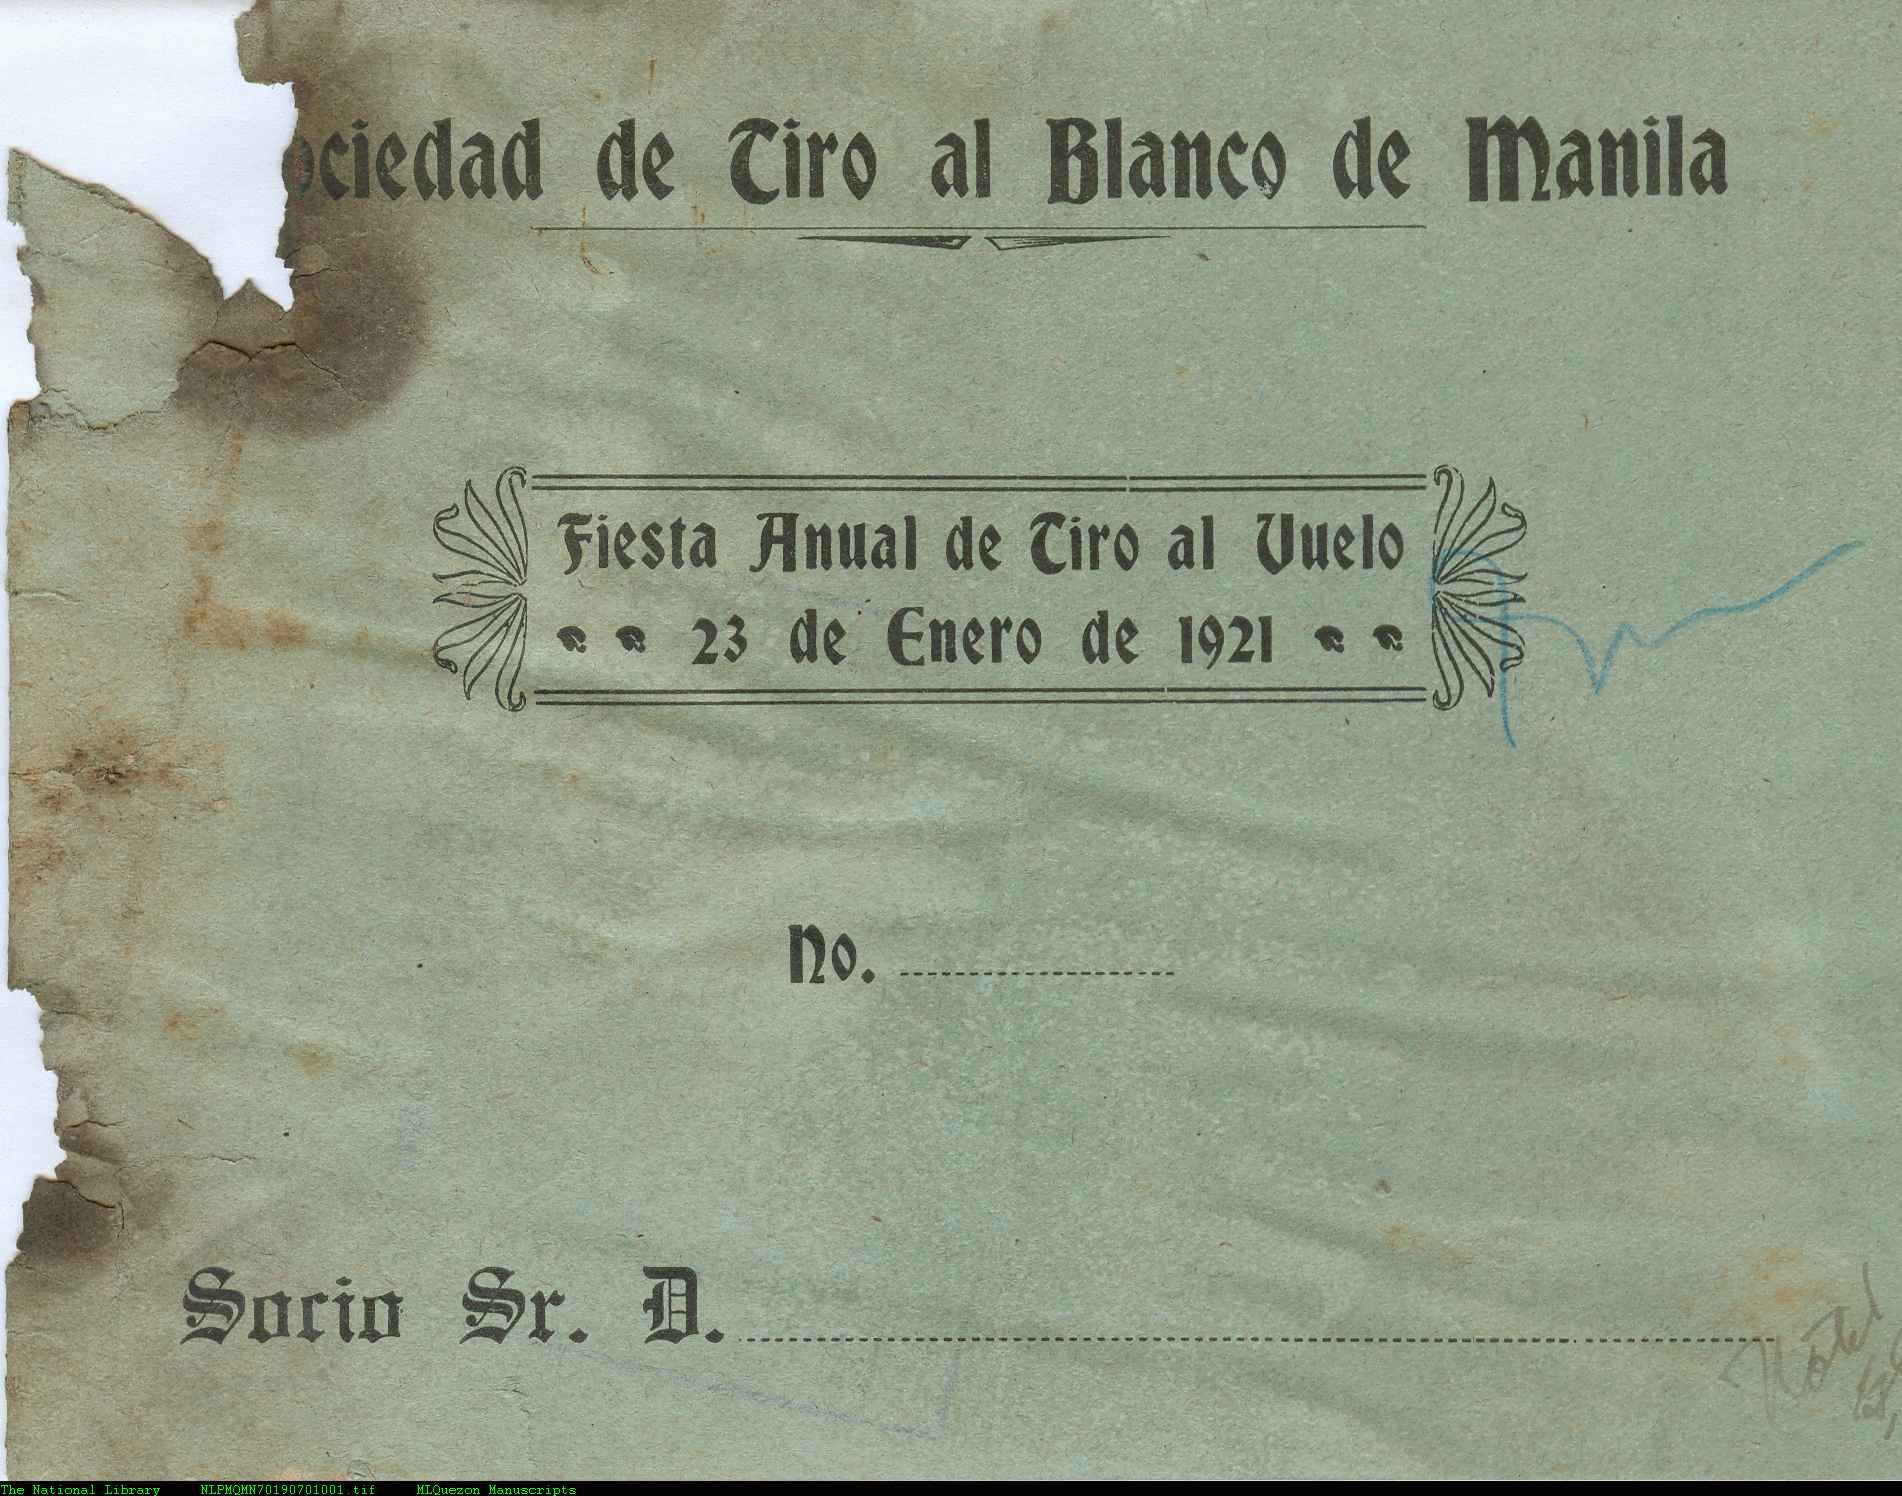 ociedad de Tiro al Blanco de Manila
Fiesta Anual de Tiro al Vuelo
23 de Enero de 1921
No. ....................
Socio Sr. D. ....................
Hotel
The National Library NLPMQMN70190701001.tif MLQuezon Manuscripts